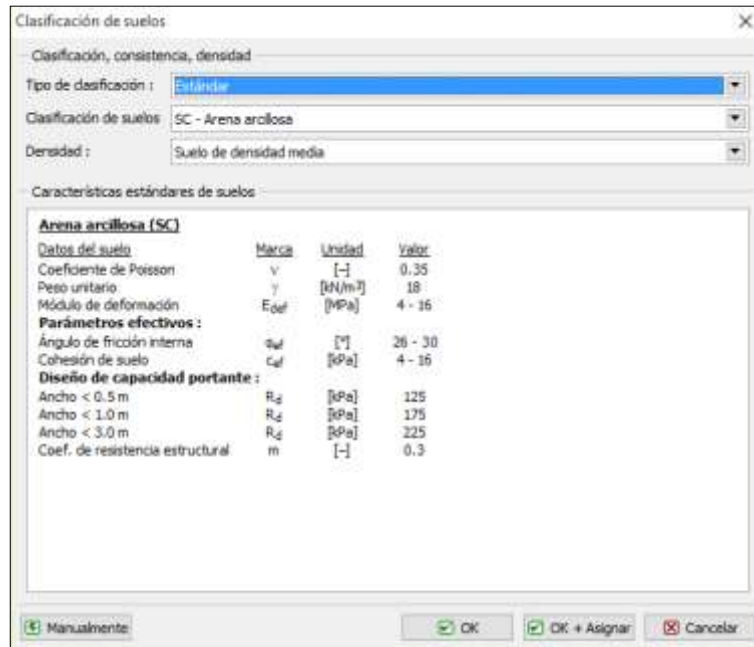 Clasificación de suelos
Clasificación, consistencia, densidad
Tipo de clasificación : Estándar
Clasificación de suelos SC - Arena arcillosa
Densidad : Suelo de densidad media
Características estándares de suelos
Arena arcillosa (SC)
Datos del suelo Marca Unidad Valor
Coeficiente de Poisson ν [-] 0.35
Peso unitario γ [kN/m³] 18
Módulo de deformación Edef [MPa] 4 - 16
Parámetros efectivos :
Ángulo de fricción interna φef [°] 26 - 30
Cohesión de suelo cef [kPa] 4 - 16
Diseño de capacidad portante :
Ancho < 0.5 m Rd [kPa] 125
Ancho < 1.0 m Rd [kPa] 175
Ancho < 3.0 m Rd [kPa] 225
Coef. de resistencia estructural m [-] 0.3
Manualmente OK OK + Asignar Cancelar